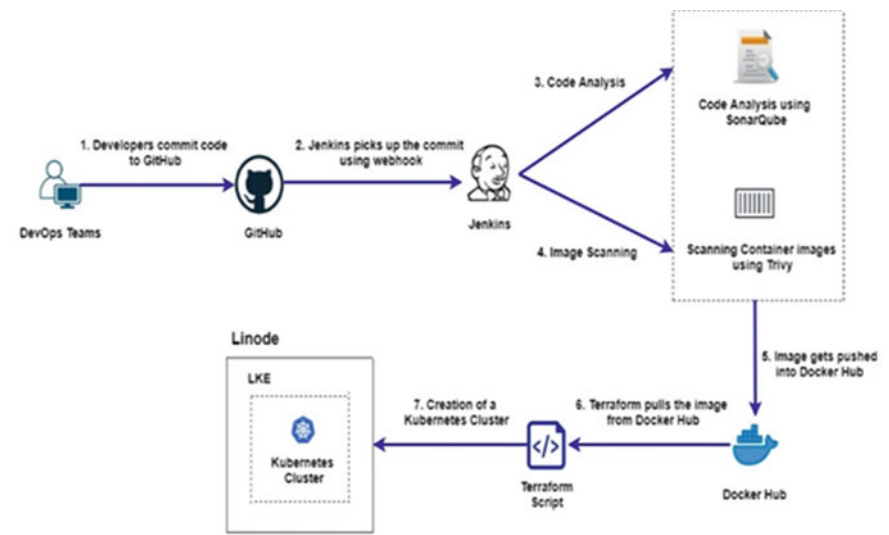 1. Developers commit code
to GitHub
DevOps Teams
GitHub
2. Jenkins picks up the commit
using webhook
Jenkins
3. Code Analysis
4. Image Scanning
Code Analysis using
SonarQube
Scanning Container images
using Trivy
5. Image gets pushed
into Docker Hub
Docker Hub
6. Terraform pulls the image
from Docker Hub
</>
Terraform
Script
7. Creation of a
Kubernetes Cluster
Linode
LKE
Kubernetes
Cluster